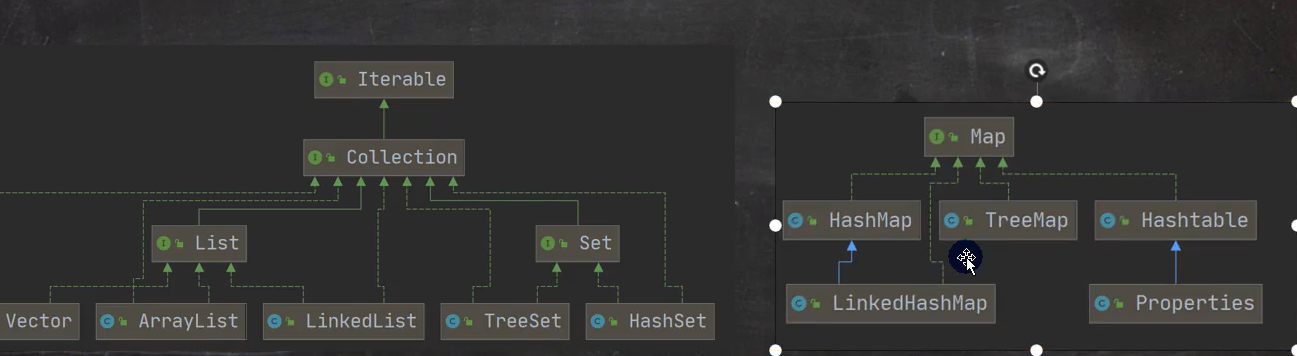 Iterable
Collection
List
Set
Vector
ArrayList
LinkedList
TreeSet
HashSet
Map
HashMap
TreeMap
Hashtable
LinkedHashMap
Properties